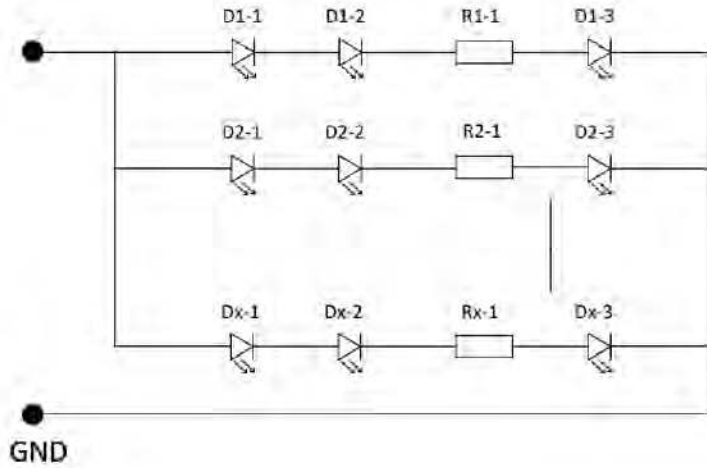 D1-1 D1-2 R1-1 D1-3
D2-1 D2-2 R2-1 D2-3
Dx-1 Dx-2 Rx-1 Dx-3
GND